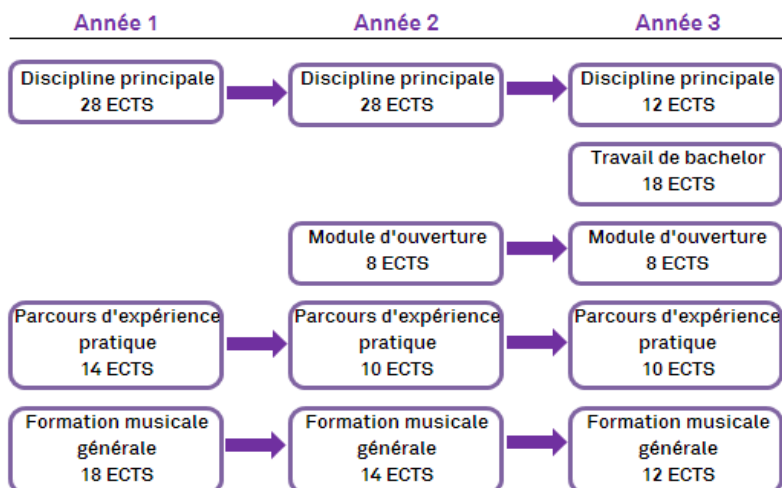 Année 1
Année 2
Année 3
Discipline principale
28 ECTS
Discipline principale
28 ECTS
Discipline principale
12 ECTS
Travail de bachelor
18 ECTS
Module d'ouverture
8 ECTS
Module d'ouverture
8 ECTS
Parcours d'expérience
pratique
14 ECTS
Parcours d'expérience
pratique
10 ECTS
Parcours d'expérience
pratique
10 ECTS
Formation musicale
générale
18 ECTS
Formation musicale
générale
14 ECTS
Formation musicale
générale
12 ECTS